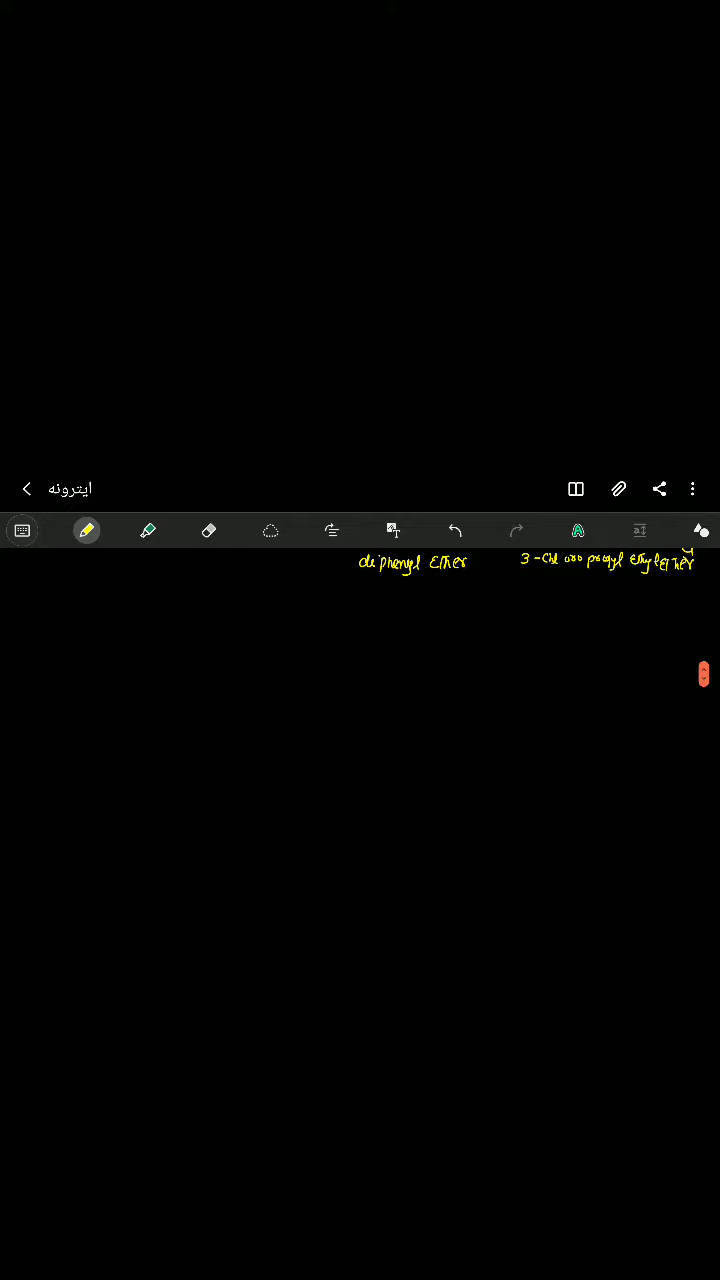 ایترونه
diphenyl Ether 3-Chloro propyl Ethyl Ether